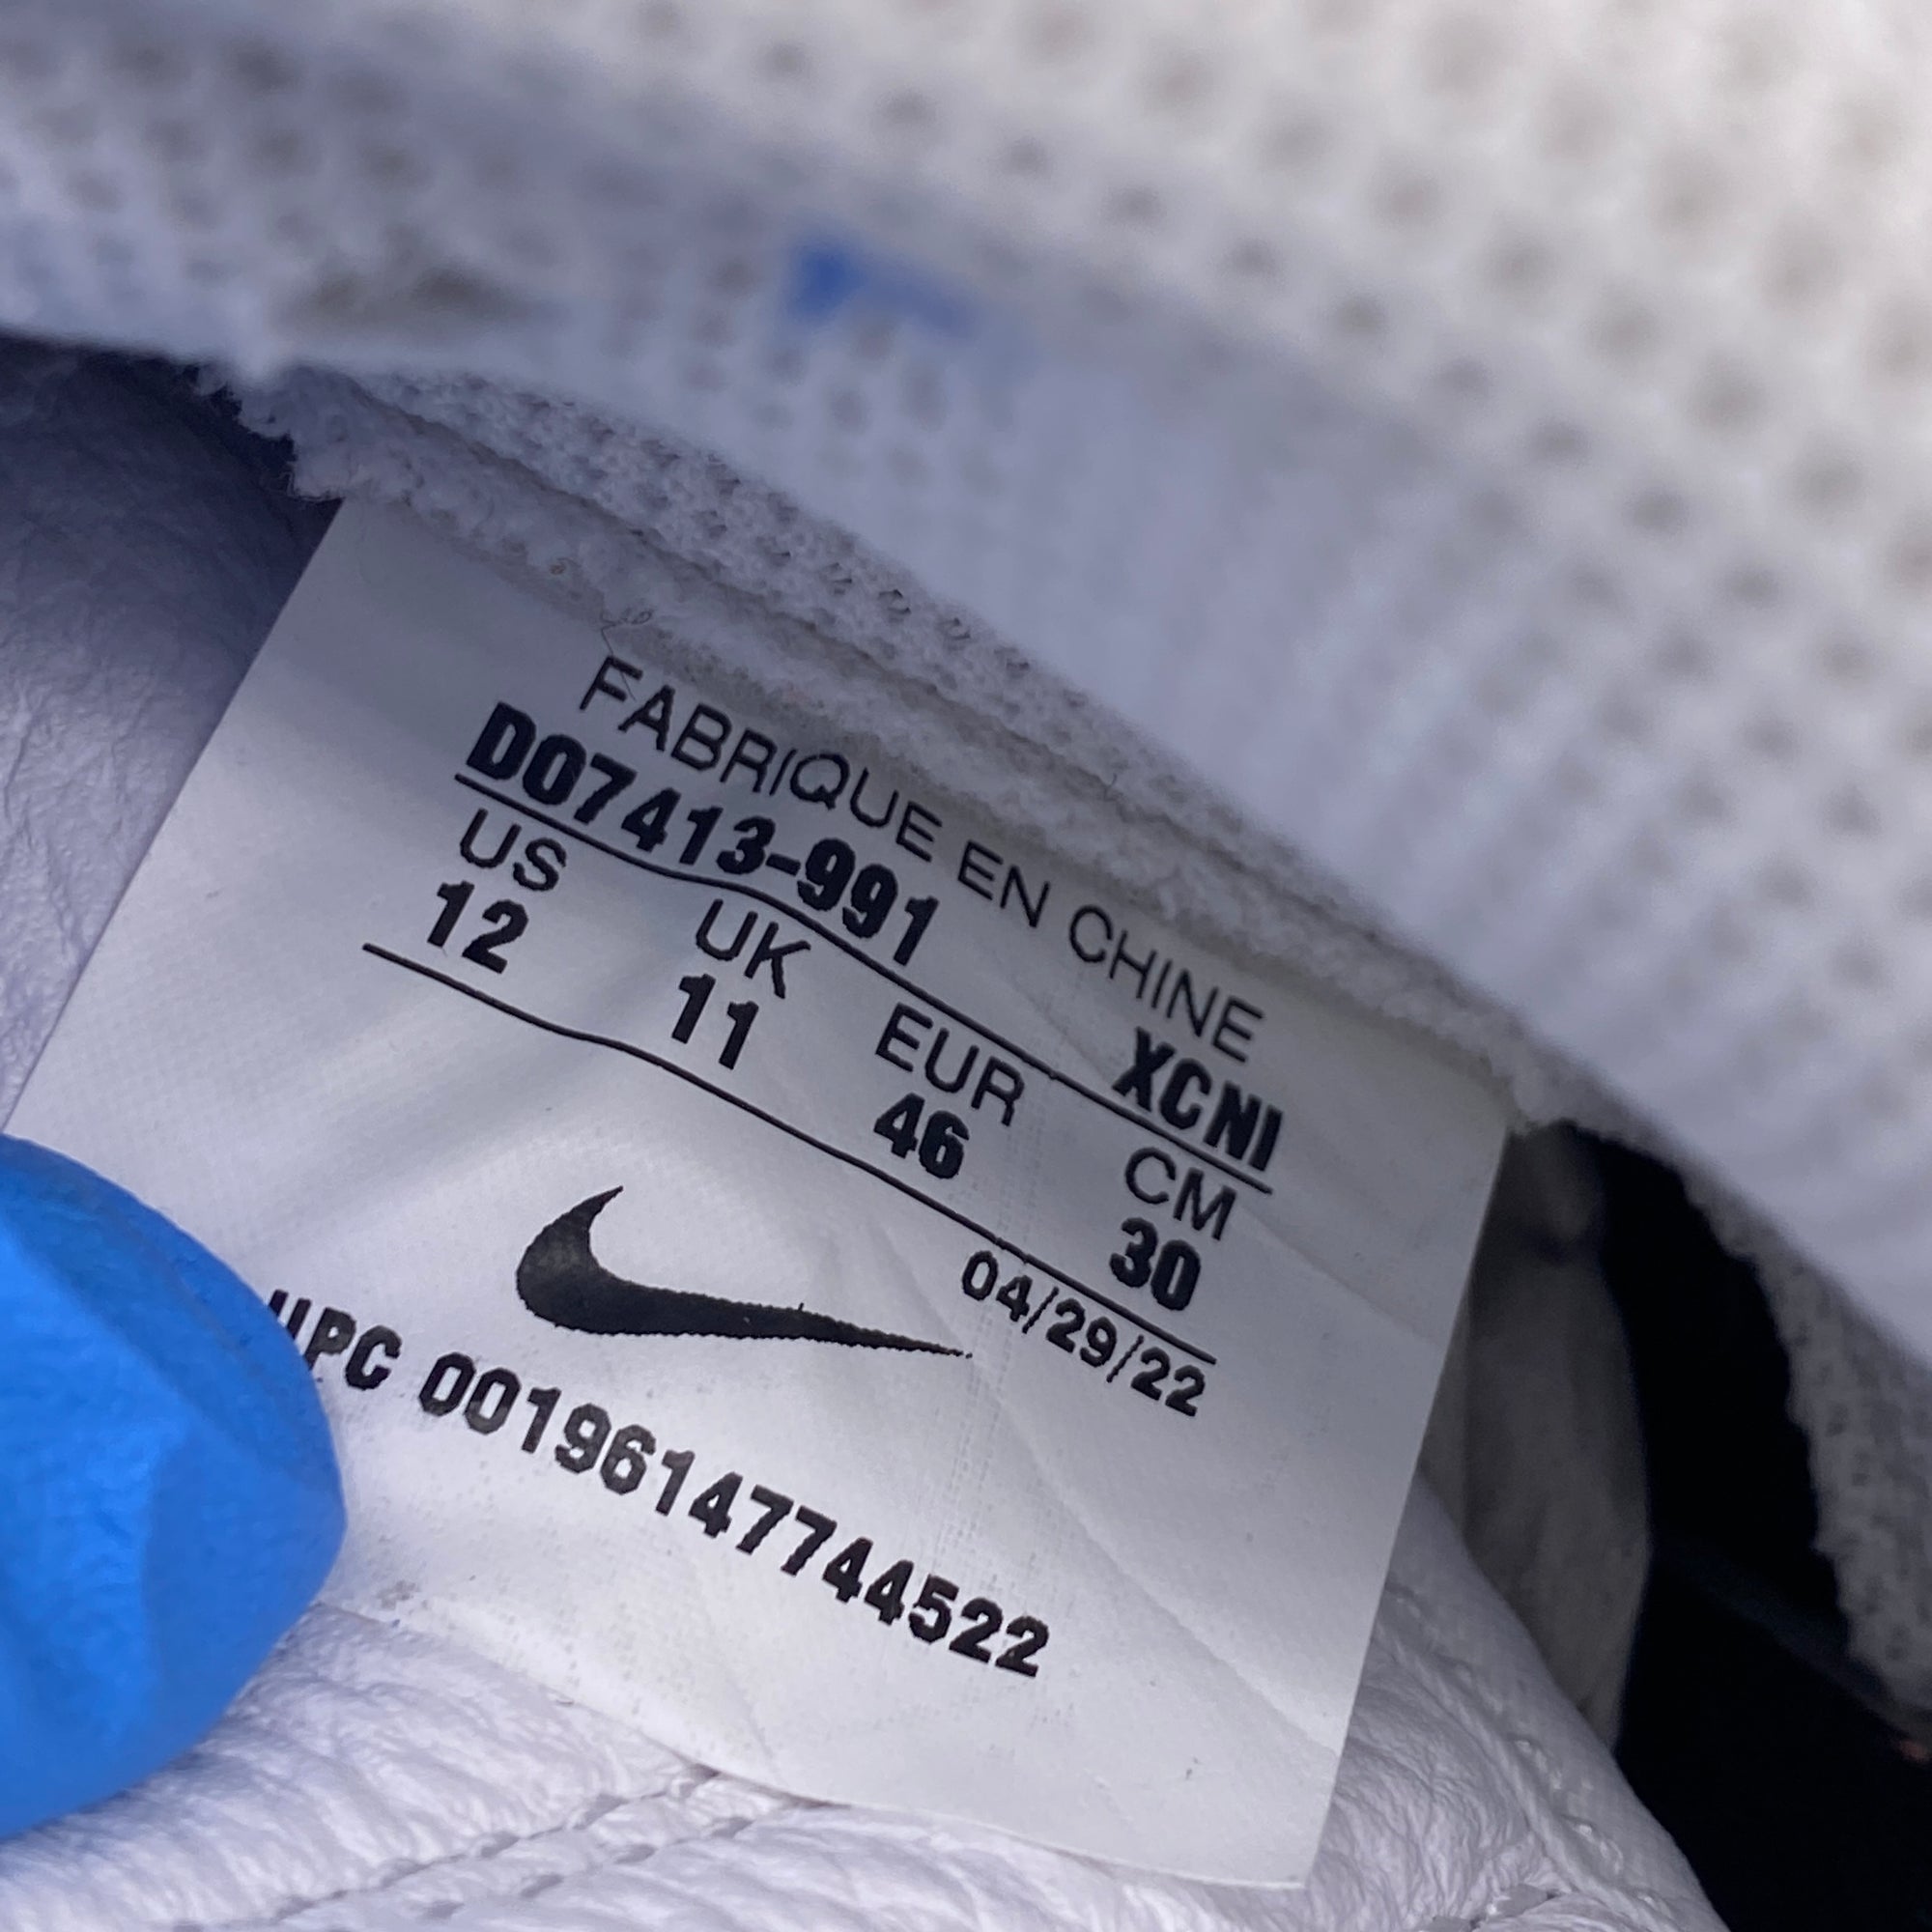 FABRIQUE EN CHINE
DO7413-991 XCNI
US UK EUR CM
12 11 46 30
04/29/22
UPC 00196147744522